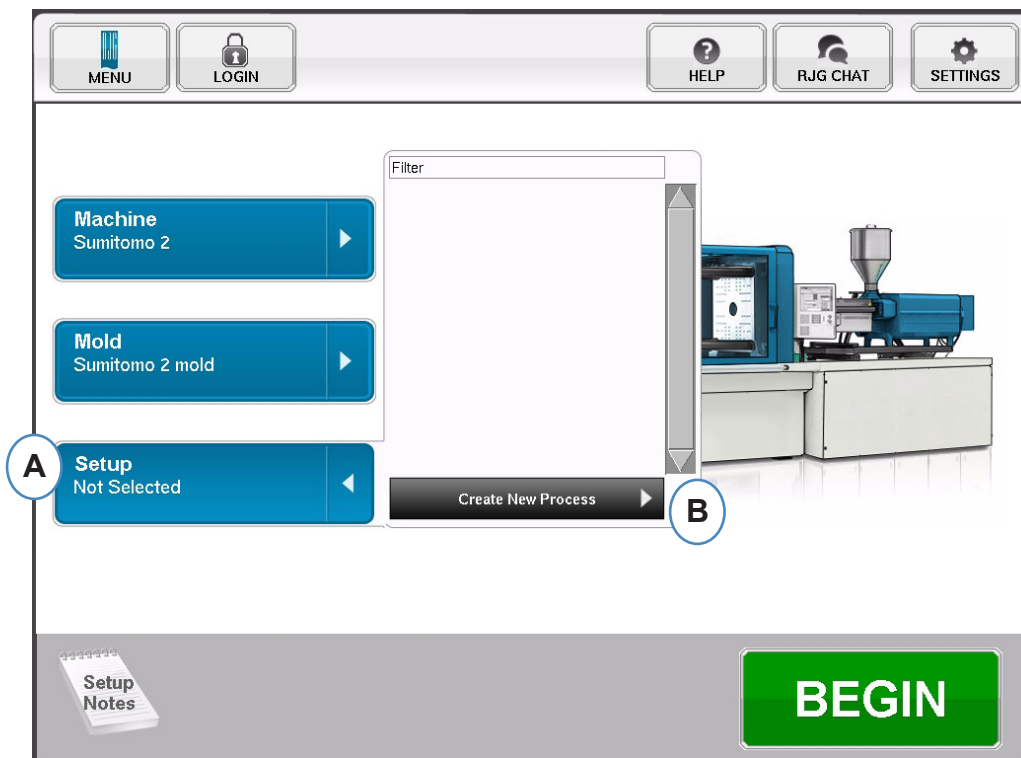 MENU
LOGIN
HELP
RJG CHAT
SETTINGS
Filter
Machine
Sumitomo 2
Mold
Sumitomo 2 mold
A
Setup
Not Selected
Create New Process
B
Setup
Notes
BEGIN